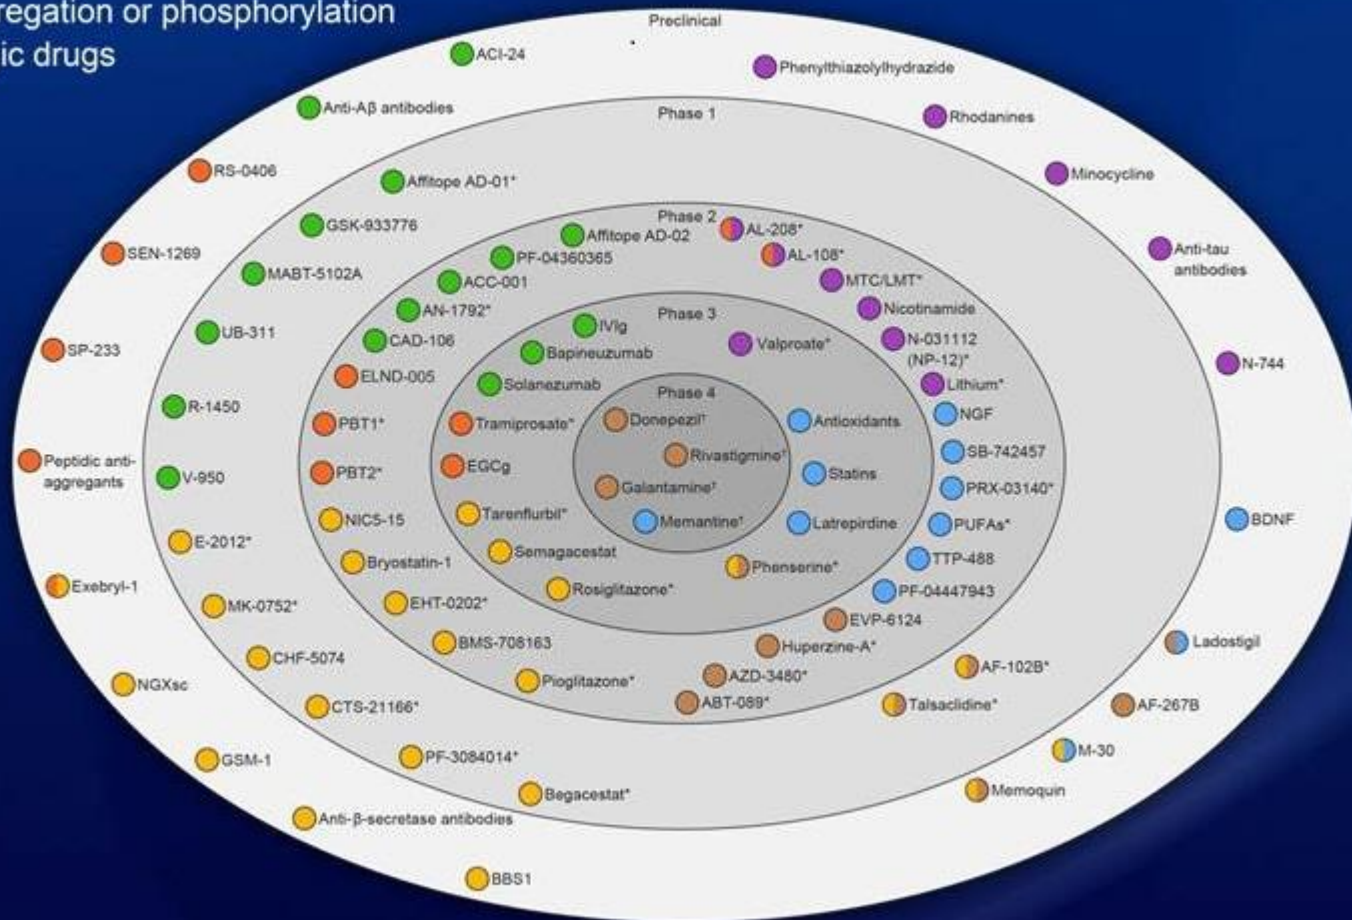 regation or phosphorylation
ic drugs
Preclinical
ACI-24
Phenylthiazolylhydrazide
Anti-Aβ antibodies
Rhodanines
RS-0406
Minocycline
SEN-1269
Anti-tau
antibodies
SP-233
N-744
Peptidic anti-
aggregants
BDNF
Exebryl-1
Ladostigil
NGXsc
AF-267B
GSM-1
M-30
Memoquin
Anti-β-secretase antibodies
BBS1
Phase 1
Affitope AD-01*
GSK-933776
MABT-5102A
UB-311
R-1450
V-950
E-2012*
MK-0752*
CHF-5074
CTS-21166*
PF-3084014*
Begacestat*
AF-102B*
Talsaclidine*
Phase 2
Affitope AD-02
AL-208*
PF-04360365
AL-108*
ACC-001
MTC/LMT*
AN-1792*
Nicotinamide
CAD-106
N-031112
(NP-12)*
ELND-005
Lithium*
PBT1*
NGF
PBT2*
SB-742457
PRX-03140*
NIC5-15
PUFAs*
Bryostatin-1
TTP-488
EHT-0202*
PF-04447943
BMS-708163
EVP-6124
Huperzine-A*
Pioglitazone*
AZD-3480*
ABT-089*
Phase 3
IVIg
Valproate*
Bapineuzumab
Solanezumab
Tramiprosate*
Antioxidants
EGCg
Statins
Tarenflurbil*
Latrepirdine
Semagacestat
Phenserine*
Rosiglitazone*
Phase 4
Donepezil†
Rivastigmine†
Galantamine†
Memantine†